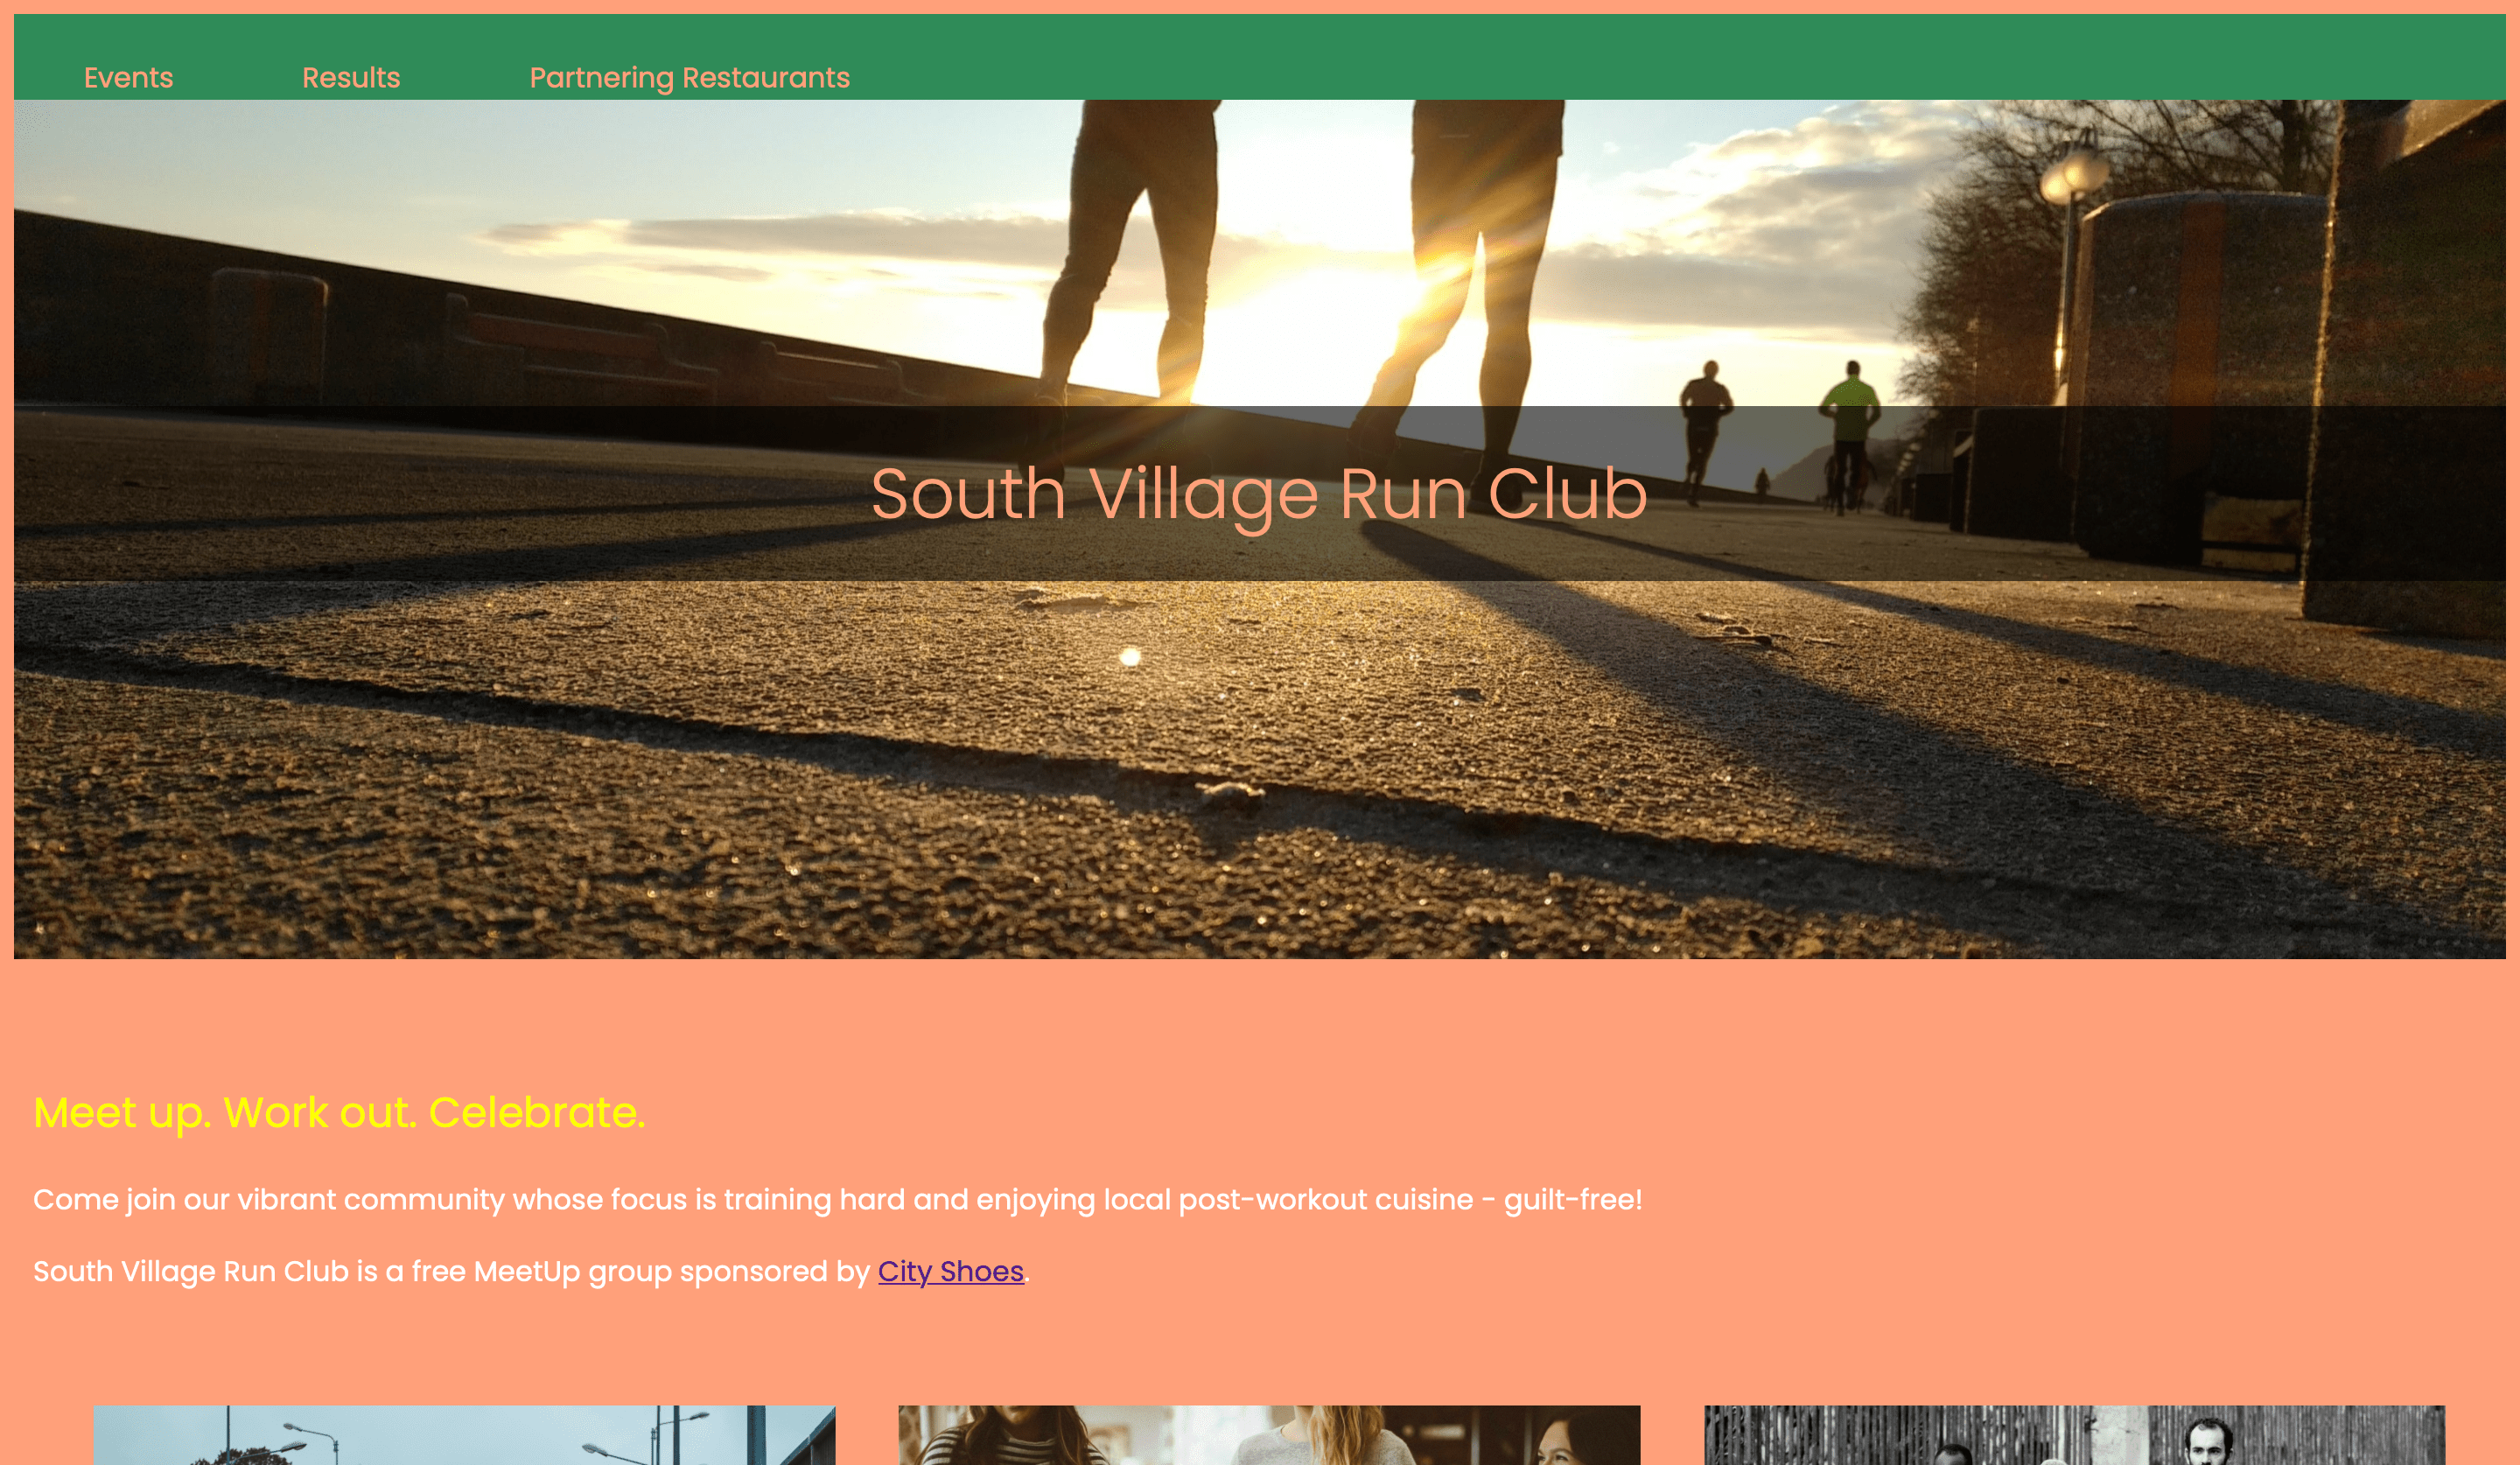 Events Results Partnering Restaurants
South Village Run Club
Meet up. Work out. Celebrate.
Come join our vibrant community whose focus is training hard and enjoying local post-workout cuisine - guilt-free!
South Village Run Club is a free MeetUp group sponsored by City Shoes.